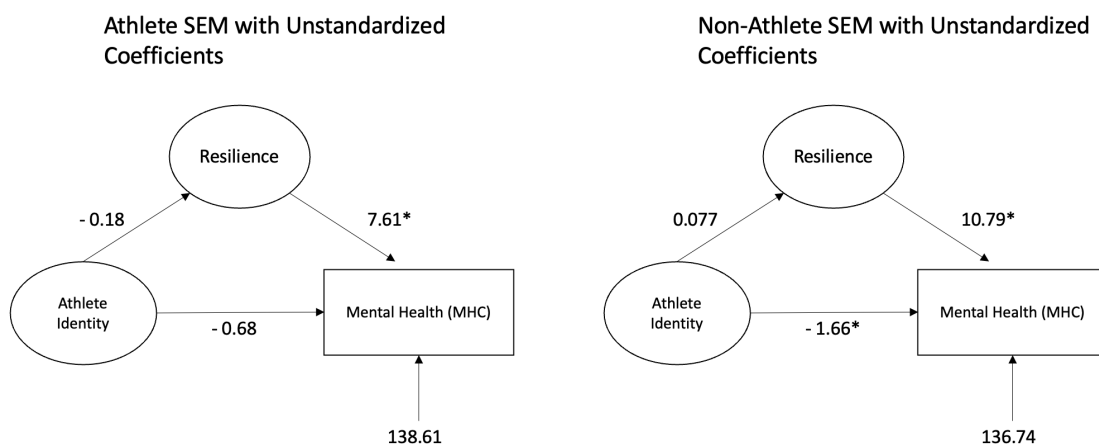 Athlete SEM with Unstandardized
Coefficients
Resilience
- 0.18
7.61*
Athlete
Identity
Mental Health (MHC)
- 0.68
138.61
Non-Athlete SEM with Unstandardized
Coefficients
Resilience
0.077
10.79*
Athlete
Identity
Mental Health (MHC)
- 1.66*
136.74